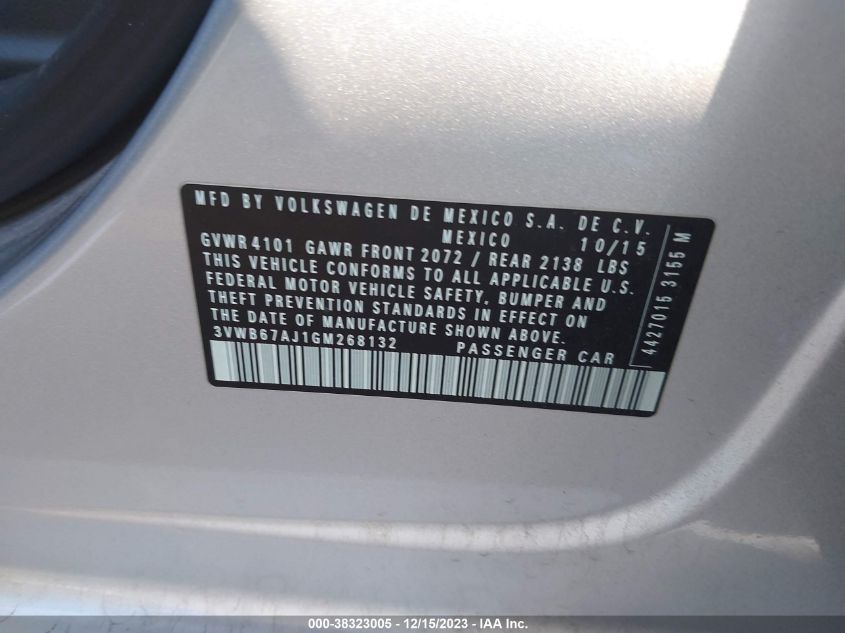 MFD BY VOLKSWAGEN DE MEXICO S.A. DE C.V.
MEXICO 10/15
GVWR 4101 GAWR FRONT 2072 / REAR 2138 LBS
THIS VEHICLE CONFORMS TO ALL APPLICABLE U.S.
FEDERAL MOTOR VEHICLE SAFETY, BUMPER AND
THEFT PREVENTION STANDARDS IN EFFECT ON
THE DATE OF MANUFACTURE SHOWN ABOVE.
3VWB67AJ1GM268132 PASSENGER CAR
4427015 3155 M
000-38323005 - 12/15/2023 - IAA Inc.